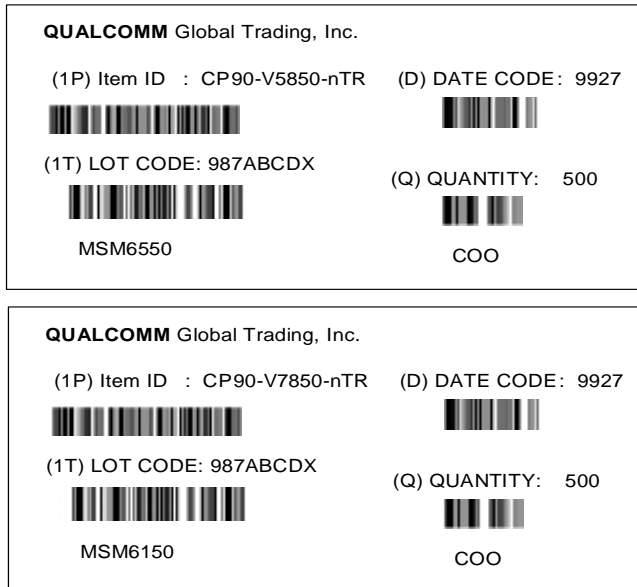 QUALCOMM Global Trading, Inc.
(1P) Item ID : CP90-V5850-nTR (D) DATE CODE: 9927
(1T) LOT CODE: 987ABCDX
(Q) QUANTITY: 500
MSM6550
COO
QUALCOMM Global Trading, Inc.
(1P) Item ID : CP90-V7850-nTR (D) DATE CODE: 9927
(1T) LOT CODE: 987ABCDX
(Q) QUANTITY: 500
MSM6150
COO